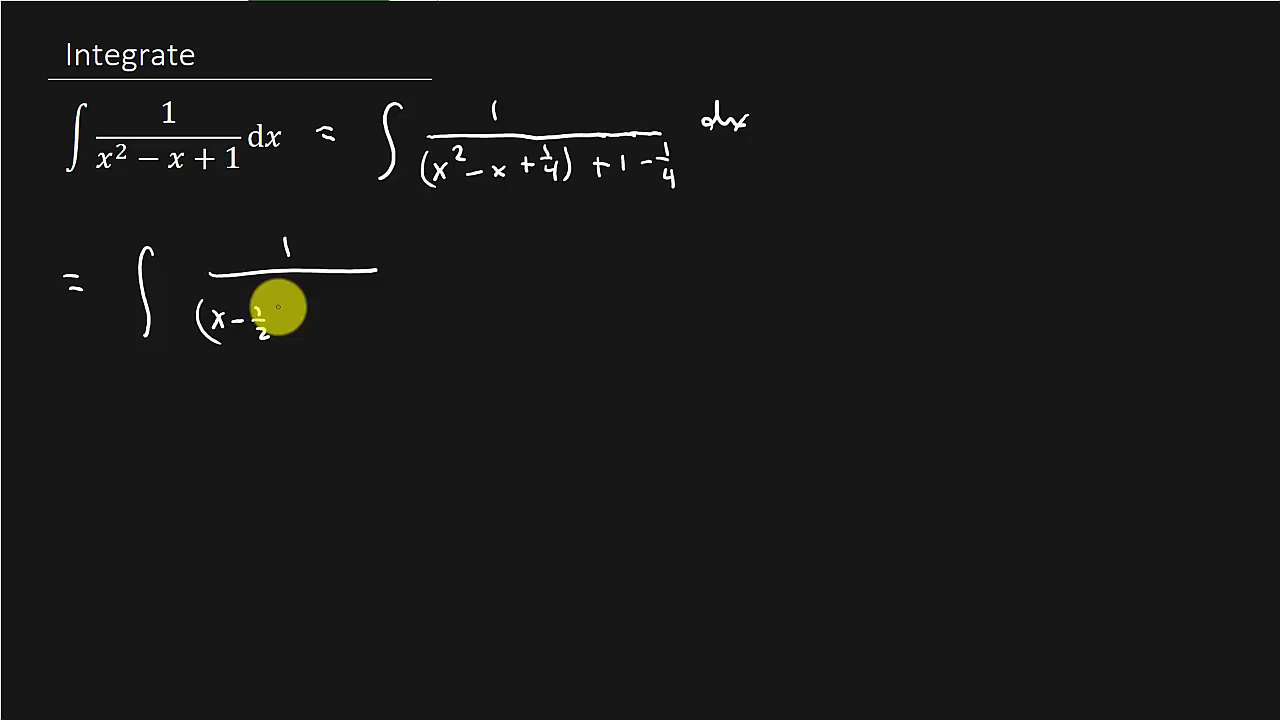 Integrate
∫ 1/(x² − x + 1) dx = ∫ 1/((x² − x + 1/4) + 1 − 1/4) dx
= ∫ 1/(x − 1/2